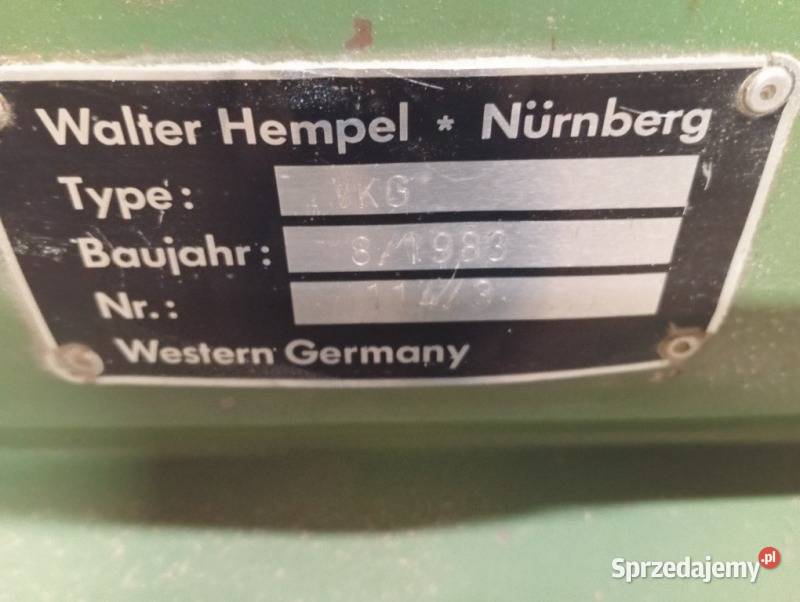 Walter Hempel * Nürnberg
Type: VKG
Baujahr: 8/1983
Nr.:
Western Germany
Sprzedajemy.pl